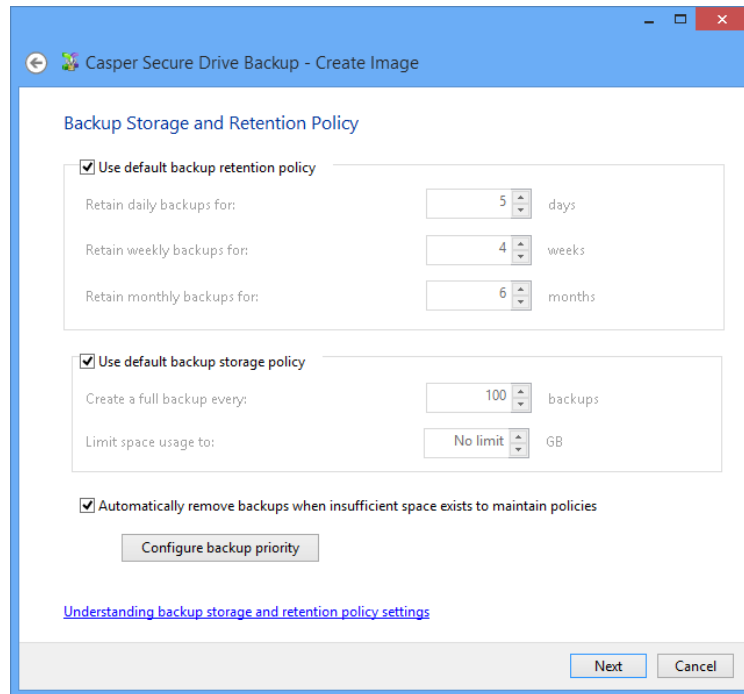 Casper Secure Drive Backup - Create Image
Backup Storage and Retention Policy
Use default backup retention policy
Retain daily backups for: 5 days
Retain weekly backups for: 4 weeks
Retain monthly backups for: 6 months
Use default backup storage policy
Create a full backup every: 100 backups
Limit space usage to: No limit GB
Automatically remove backups when insufficient space exists to maintain policies
Configure backup priority
Understanding backup storage and retention policy settings
Next Cancel